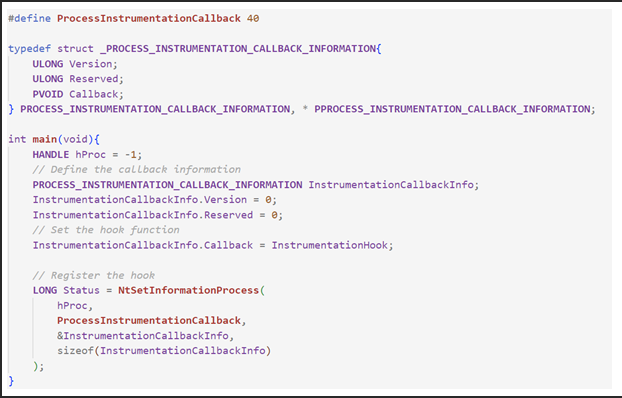 #define ProcessInstrumentationCallback 40
typedef struct _PROCESS_INSTRUMENTATION_CALLBACK_INFORMATION{
ULONG Version;
ULONG Reserved;
PVOID Callback;
} PROCESS_INSTRUMENTATION_CALLBACK_INFORMATION, * PPROCESS_INSTRUMENTATION_CALLBACK_INFORMATION;
int main(void){
HANDLE hProc = -1;
// Define the callback information
PROCESS_INSTRUMENTATION_CALLBACK_INFORMATION InstrumentationCallbackInfo;
InstrumentationCallbackInfo.Version = 0;
InstrumentationCallbackInfo.Reserved = 0;
// Set the hook function
InstrumentationCallbackInfo.Callback = InstrumentationHook;
// Register the hook
LONG Status = NtSetInformationProcess(
hProc,
ProcessInstrumentationCallback,
&InstrumentationCallbackInfo,
sizeof(InstrumentationCallbackInfo)
);
}